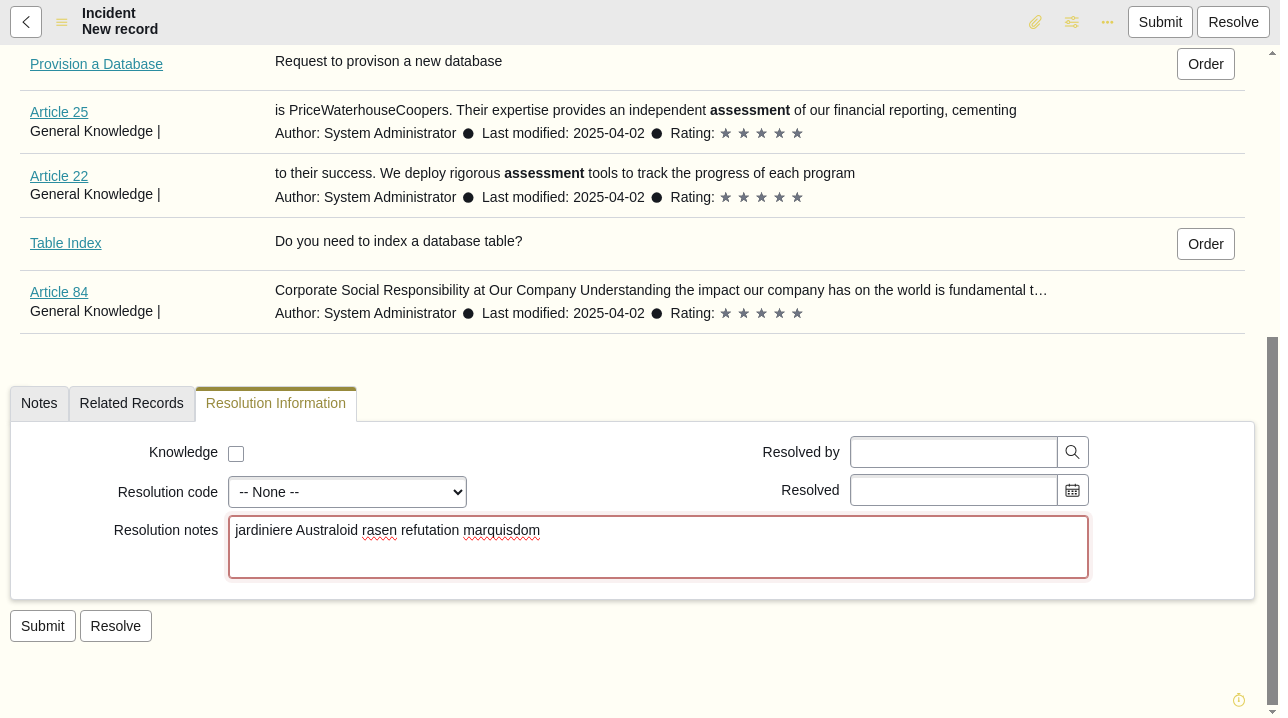 Incident
New record
Submit
Resolve
Provision a Database
Request to provison a new database
Order
Article 25
is PriceWaterhouseCoopers. Their expertise provides an independent assessment of our financial reporting, cementing
General Knowledge |
Author: System Administrator ● Last modified: 2025-04-02 ● Rating: ★ ★ ★ ★ ★
Article 22
to their success. We deploy rigorous assessment tools to track the progress of each program
General Knowledge |
Author: System Administrator ● Last modified: 2025-04-02 ● Rating: ★ ★ ★ ★ ★
Table Index
Do you need to index a database table?
Order
Article 84
Corporate Social Responsibility at Our Company Understanding the impact our company has on the world is fundamental t…
General Knowledge |
Author: System Administrator ● Last modified: 2025-04-02 ● Rating: ★ ★ ★ ★ ★
Notes
Related Records
Resolution Information
Knowledge
Resolved by
Resolution code
-- None --
Resolved
Resolution notes
jardiniere Australoid rasen refutation marquisdom
Submit
Resolve